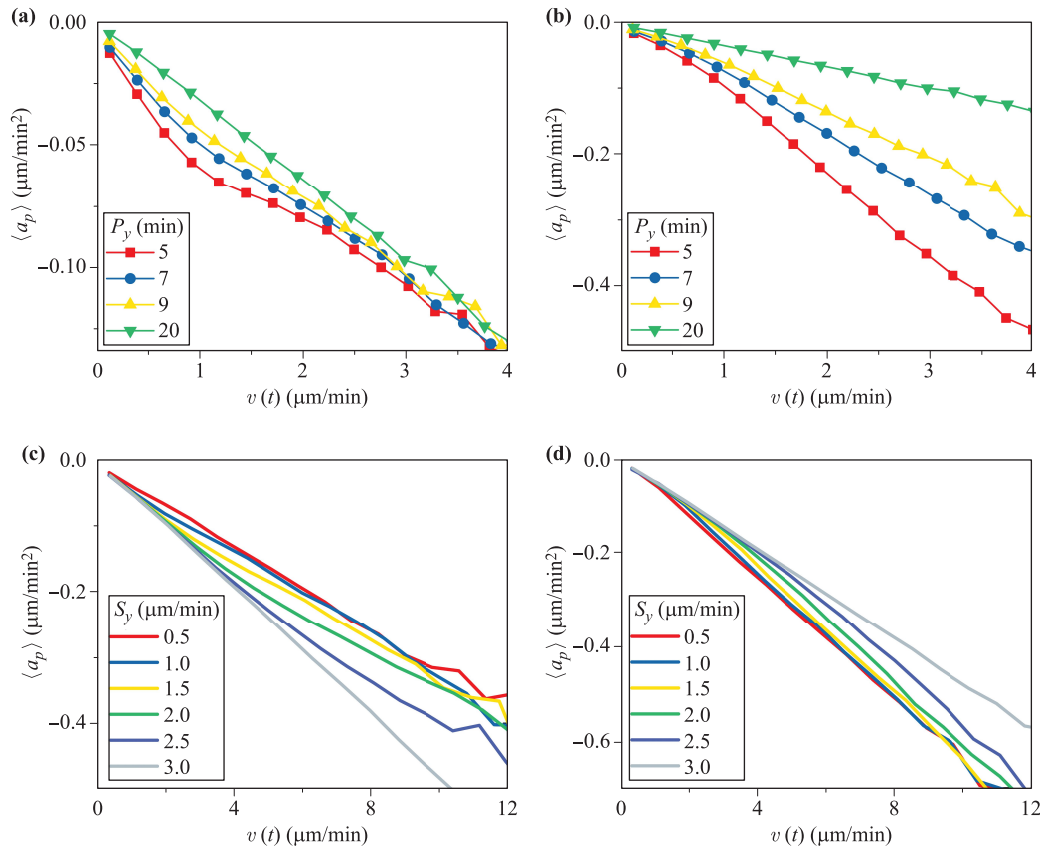 (a)
0.00
−0.05
−0.10
⟨a_p⟩ (μm/min²)
P_y (min)
5
7
9
20
0 1 2 3 4
v (t) (μm/min)
(b)
−0.0
−0.2
−0.4
⟨a_p⟩ (μm/min²)
P_y (min)
5
7
9
20
0 1 2 3 4
v (t) (μm/min)
(c)
0.0
−0.2
−0.4
⟨a_p⟩ (μm/min²)
S_y (μm/min)
0.5
1.0
1.5
2.0
2.5
3.0
0 4 8 12
v (t) (μm/min)
(d)
0.0
−0.2
−0.4
−0.6
⟨a_p⟩ (μm/min²)
S_y (μm/min)
0.5
1.0
1.5
2.0
2.5
3.0
0 4 8 12
v (t) (μm/min)